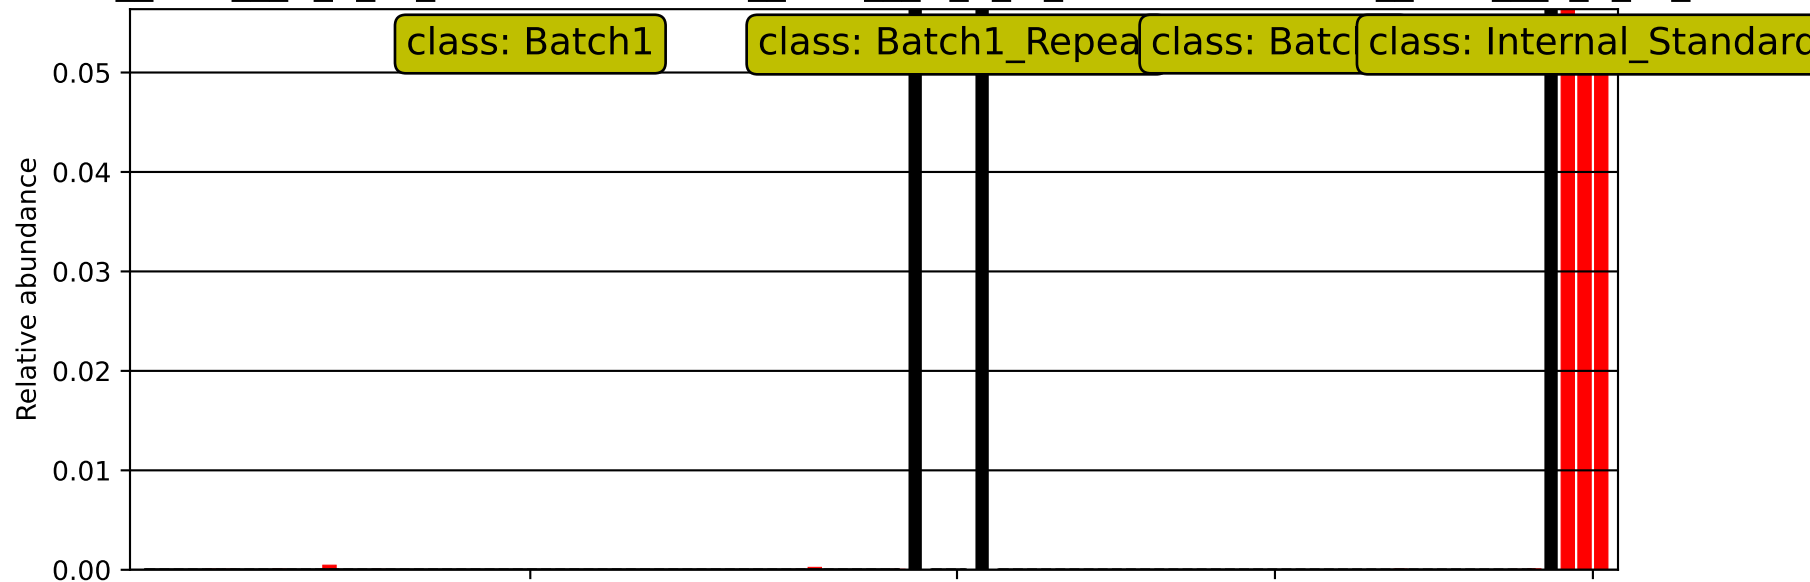 class: Batch1
class: Batch1_Repea
class: Batc
class: Internal_Standard
0.05
0.04
0.03
0.02
0.01
0.00
Relative abundance